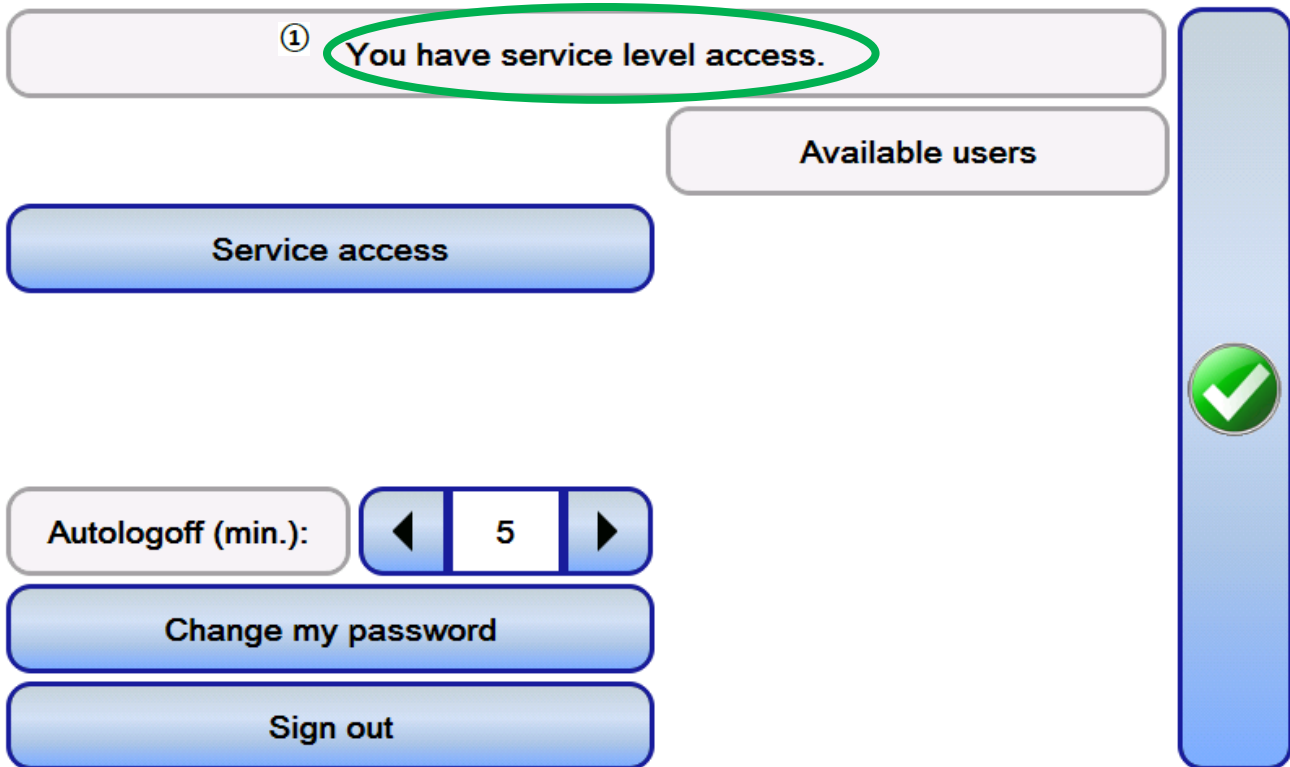 ① You have service level access.
Available users
Service access
Autologoff (min.): 5
Change my password
Sign out